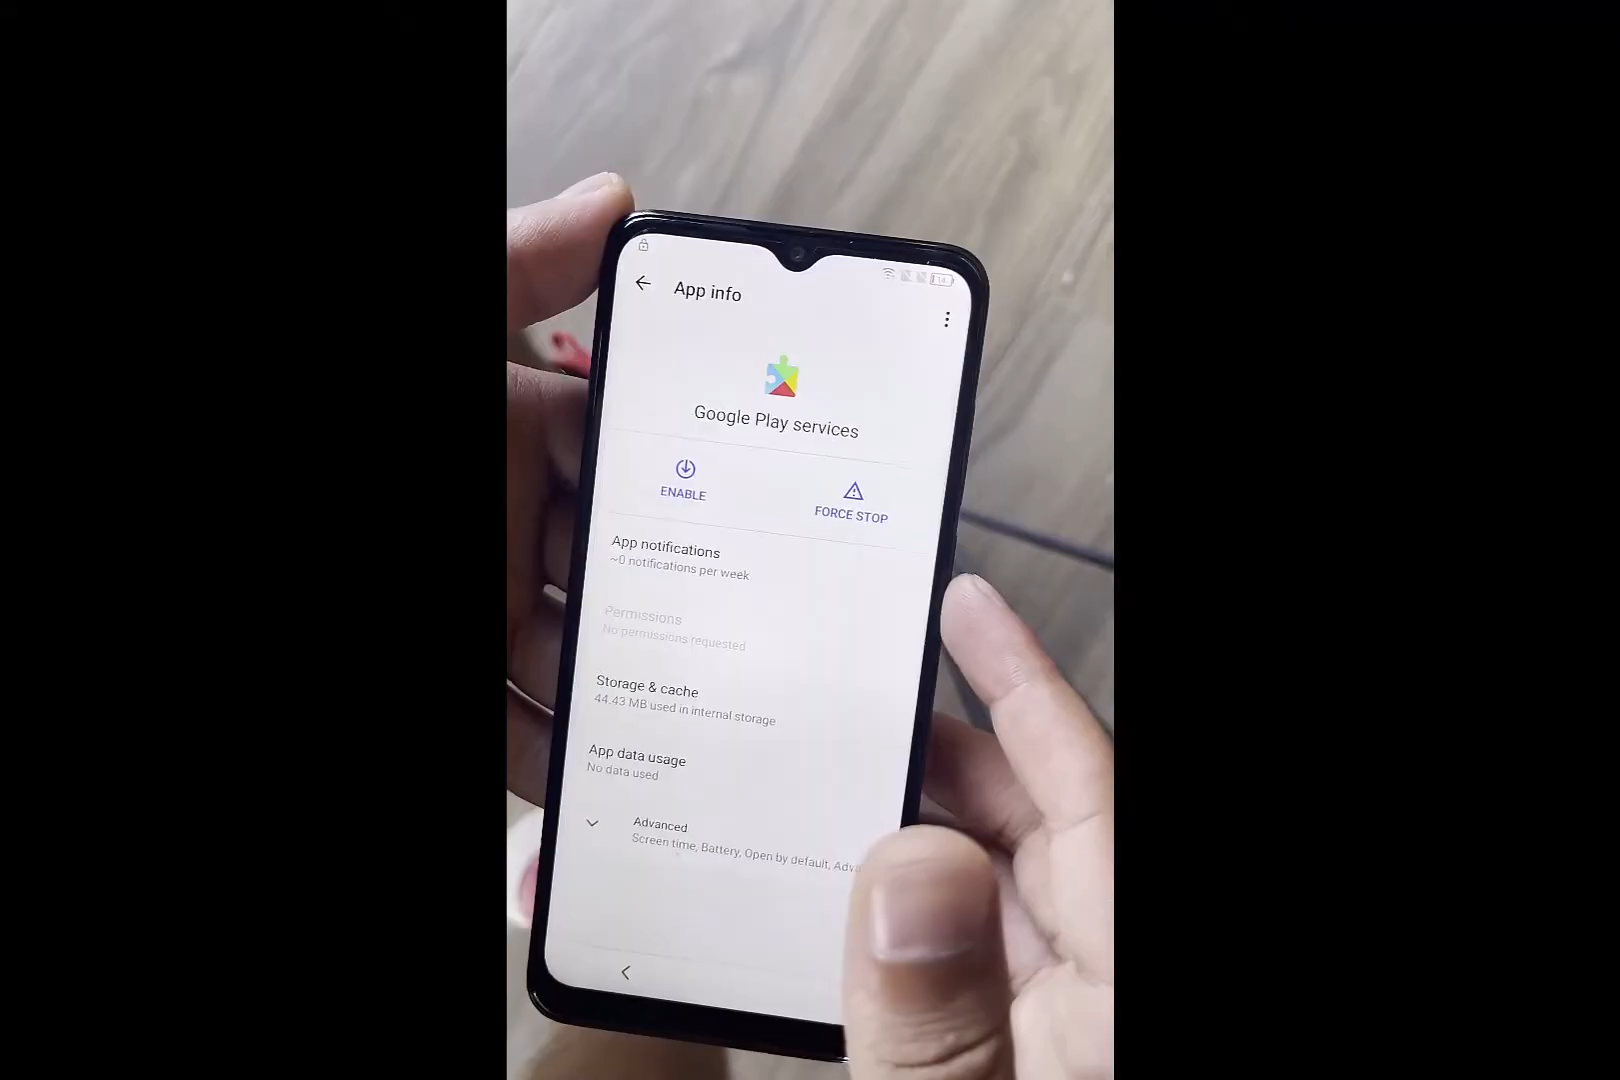 App info
Google Play services
ENABLE
FORCE STOP
App notifications
~0 notifications per week
Permissions
No permissions requested
Storage & cache
44.43 MB used in internal storage
App data usage
No data used
Advanced
Screen time, Battery, Open by default, Adva